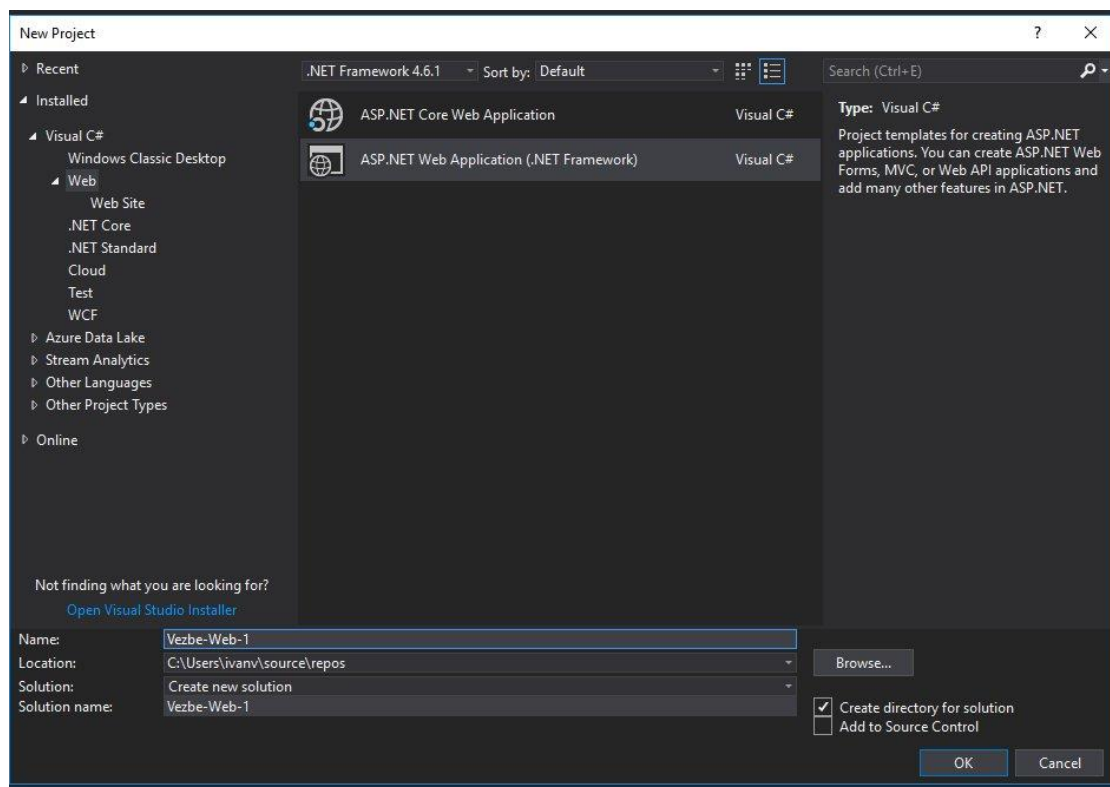 New Project
Recent
Installed
Visual C#
Windows Classic Desktop
Web
Web Site
.NET Core
.NET Standard
Cloud
Test
WCF
Azure Data Lake
Stream Analytics
Other Languages
Other Project Types
Online
Not finding what you are looking for?
Open Visual Studio Installer
.NET Framework 4.6.1 Sort by: Default
ASP.NET Core Web Application Visual C#
ASP.NET Web Application (.NET Framework) Visual C#
Search (Ctrl+E)
Type: Visual C#
Project templates for creating ASP.NET
applications. You can create ASP.NET Web
Forms, MVC, or Web API applications and
add many other features in ASP.NET.
Name: Vezbe-Web-1
Location: C:\Users\ivanv\source\repos Browse...
Solution: Create new solution
Solution name: Vezbe-Web-1
Create directory for solution
Add to Source Control
OK Cancel